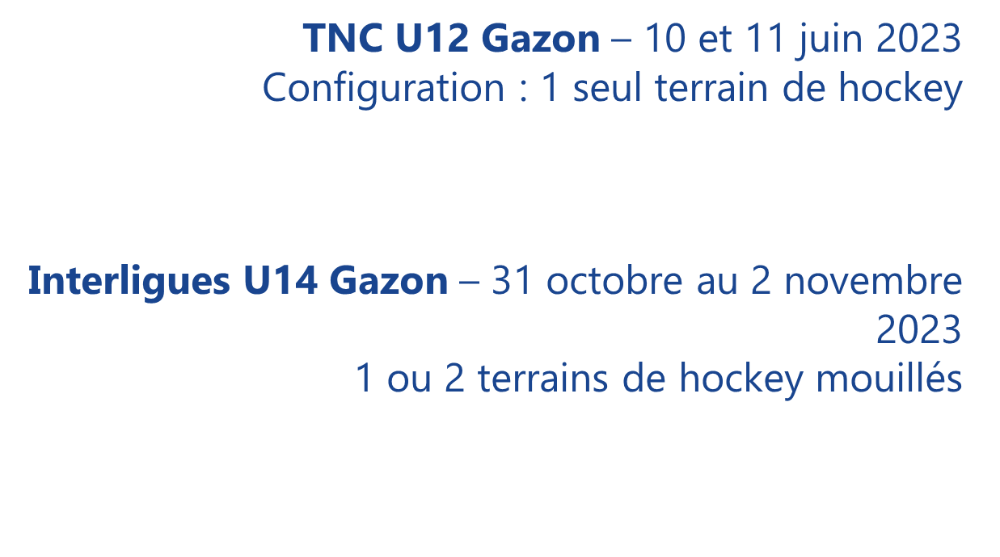 TNC U12 Gazon – 10 et 11 juin 2023
Configuration : 1 seul terrain de hockey
Interligues U14 Gazon – 31 octobre au 2 novembre
2023
1 ou 2 terrains de hockey mouillés